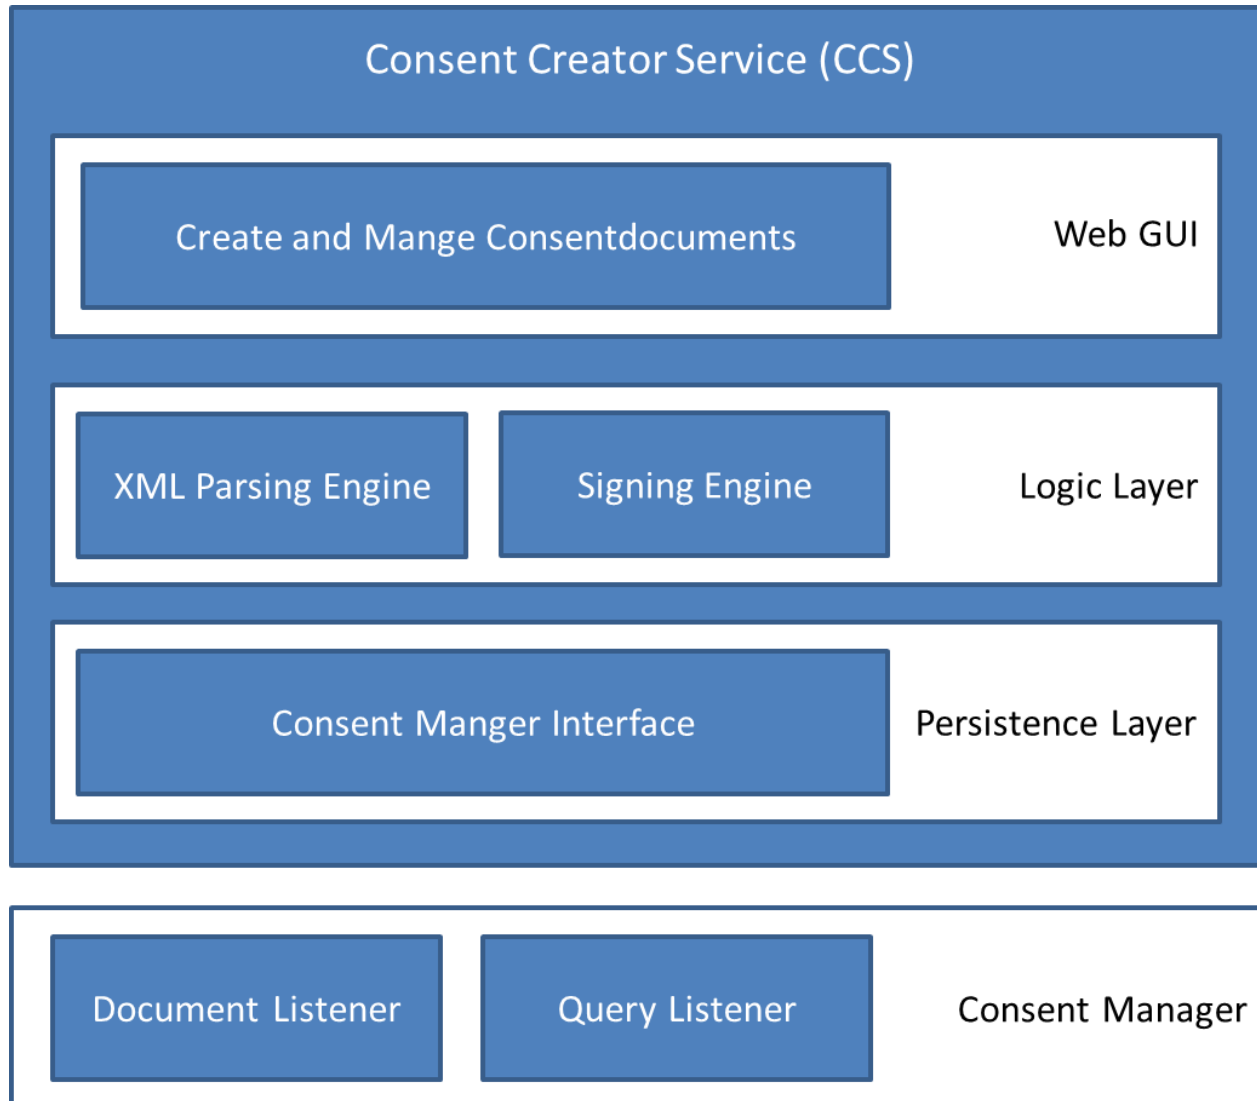 Consent Creator Service (CCS)
Create and Mange Consentdocuments
Web GUI
XML Parsing Engine
Signing Engine
Logic Layer
Consent Manger Interface
Persistence Layer
Document Listener
Query Listener
Consent Manager